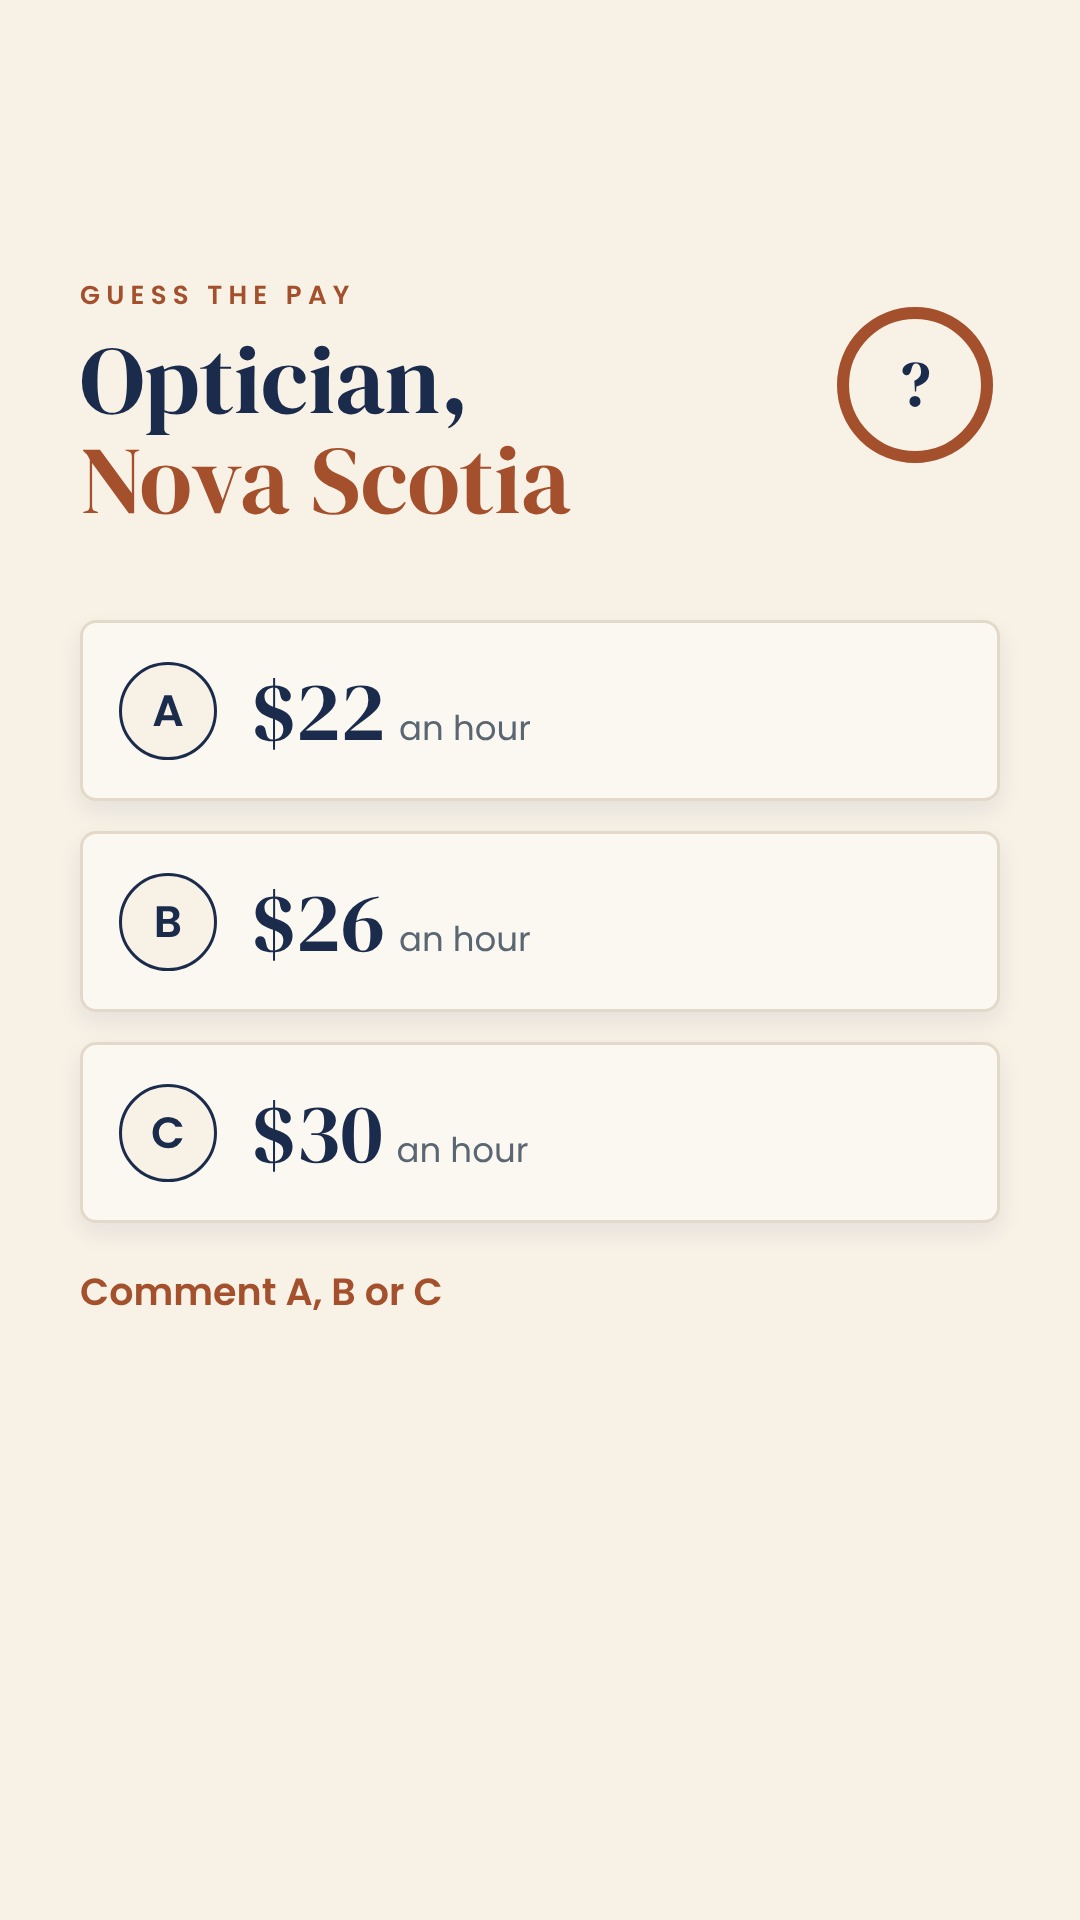 GUESS THE PAY
Optician,
Nova Scotia
?
A $22 an hour
B $26 an hour
C $30 an hour
Comment A, B or C